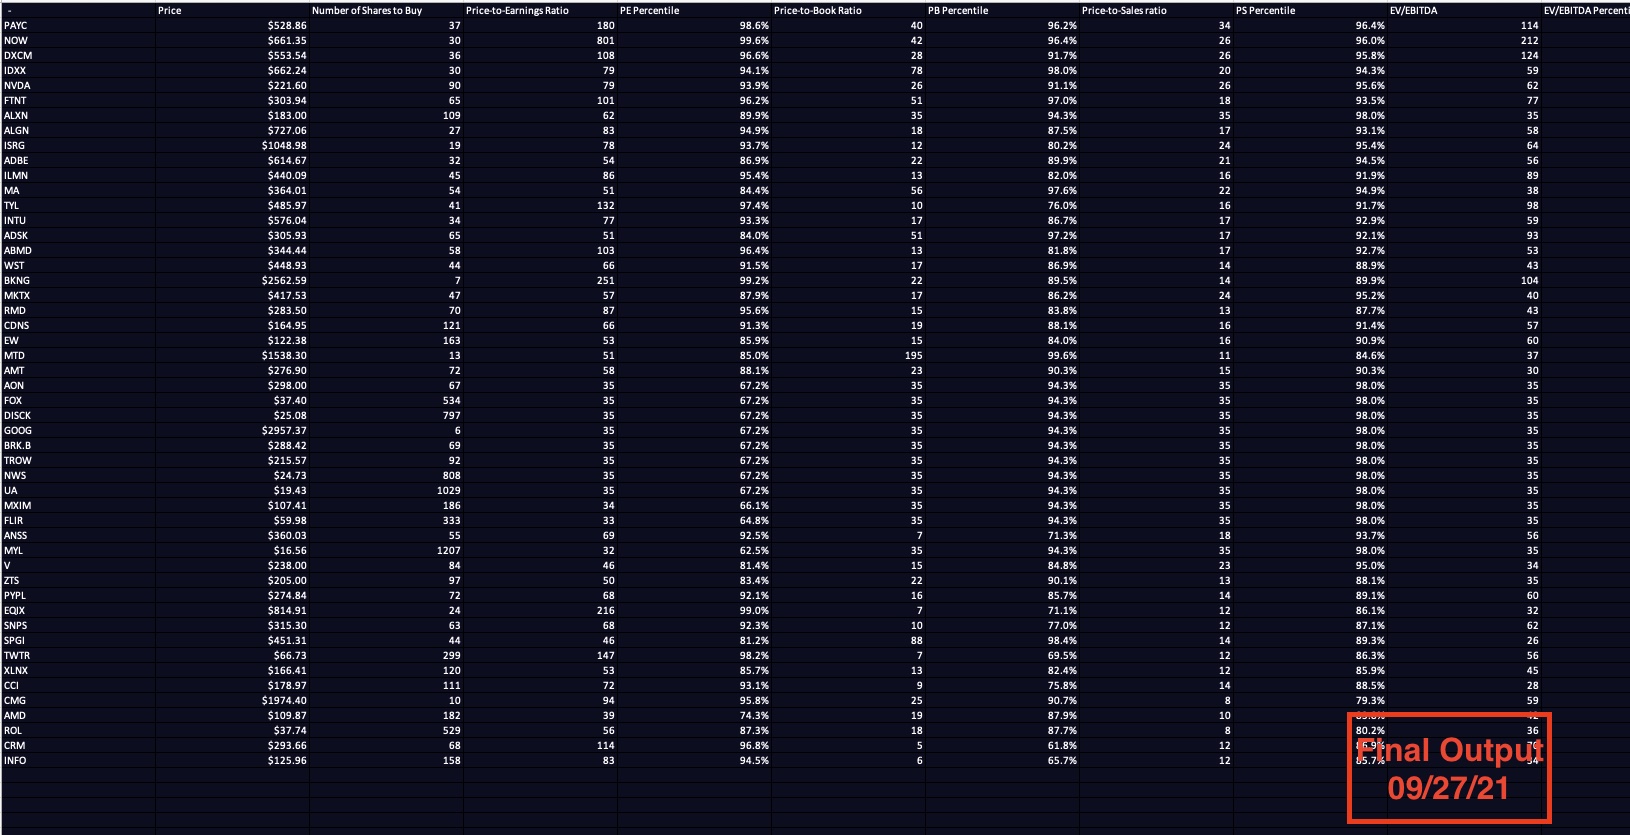 - Price Number of Shares to Buy Price-to-Earnings Ratio PE Percentile Price-to-Book Ratio PB Percentile Price-to-Sales ratio PS Percentile EV/EBITDA EV/EBITDA Percenti
PAYC $528.86 37 180 98.6% 40 96.2% 34 96.4% 114
NOW $661.35 30 801 99.6% 42 96.4% 26 96.0% 212
DXCM $553.54 36 108 96.6% 28 91.7% 26 95.8% 124
IDXX $662.24 30 79 94.1% 78 98.0% 20 94.3% 59
NVDA $221.60 90 79 93.9% 26 91.1% 26 95.6% 62
FTNT $303.94 65 101 96.2% 51 97.0% 18 93.5% 77
ALXN $183.00 109 62 89.9% 35 94.3% 35 98.0% 35
ALGN $727.06 27 83 94.9% 18 87.5% 17 93.1% 58
ISRG $1048.98 19 78 93.7% 12 80.2% 24 95.4% 64
ADBE $614.67 32 54 86.9% 22 89.9% 21 94.5% 56
ILMN $440.09 45 86 95.4% 13 82.0% 16 91.9% 89
MA $364.01 54 51 84.4% 56 97.6% 22 94.9% 38
TYL $485.97 41 132 97.4% 10 76.0% 16 91.7% 98
INTU $576.04 34 77 93.3% 17 86.7% 17 92.9% 59
ADSK $305.93 65 51 84.0% 51 97.2% 17 92.1% 93
ABMD $344.44 58 103 96.4% 13 81.8% 17 92.7% 53
WST $448.93 44 66 91.5% 17 86.9% 14 88.9% 43
BKNG $2562.59 7 251 99.2% 22 89.5% 14 89.9% 104
MKTX $417.53 47 57 87.9% 17 86.2% 24 95.2% 40
RMD $283.50 70 87 95.6% 15 83.8% 13 87.7% 43
CDNS $164.95 121 66 91.3% 19 88.1% 16 91.4% 57
EW $122.38 163 53 85.9% 15 84.0% 16 90.9% 60
MTD $1538.30 13 51 85.0% 195 99.6% 11 84.6% 37
AMT $276.90 72 58 88.1% 23 90.3% 15 90.3% 30
AON $298.00 67 35 67.2% 35 94.3% 35 98.0% 35
FOX $37.40 534 35 67.2% 35 94.3% 35 98.0% 35
DISCK $25.08 797 35 67.2% 35 94.3% 35 98.0% 35
GOOG $2957.37 6 35 67.2% 35 94.3% 35 98.0% 35
BRK.B $288.42 69 35 67.2% 35 94.3% 35 98.0% 35
TROW $215.57 92 35 67.2% 35 94.3% 35 98.0% 35
NWS $24.73 808 35 67.2% 35 94.3% 35 98.0% 35
UA $19.43 1029 35 67.2% 35 94.3% 35 98.0% 35
MXIM $107.41 186 34 66.1% 35 94.3% 35 98.0% 35
FLIR $59.98 333 33 64.8% 35 94.3% 35 98.0% 35
ANSS $360.03 55 69 92.5% 7 71.3% 18 93.7% 56
MYL $16.56 1207 32 62.5% 35 94.3% 35 98.0% 35
V $238.00 84 46 81.4% 15 84.8% 23 95.0% 34
ZTS $205.00 97 50 83.4% 22 90.1% 13 88.1% 35
PYPL $274.84 72 68 92.1% 16 85.7% 14 89.1% 60
EQIX $814.91 24 216 99.0% 7 71.1% 12 86.1% 32
SNPS $315.30 63 68 92.3% 10 77.0% 12 87.1% 62
SPGI $451.31 44 46 81.2% 88 98.4% 14 89.3% 26
TWTR $66.73 299 147 98.2% 7 69.5% 12 86.3% 56
XLNX $166.41 120 53 85.7% 13 82.4% 12 85.9% 45
CCI $178.97 111 72 93.1% 9 75.8% 14 88.5% 28
CMG $1974.40 10 94 95.8% 25 90.7% 8 79.3% 59
AMD $109.87 182 39 74.3% 19 87.9% 10
ROL $37.74 529 56 87.3% 18 87.7% 8 80.2% 36
CRM $293.66 68 114 96.8% 5 61.8% 12
INFO $125.96 158 83 94.5% 6 65.7% 12
Final Output
09/27/21